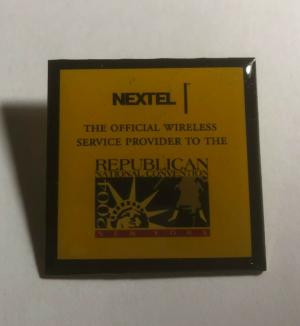 NEXTEL
THE OFFICIAL WIRELESS
SERVICE PROVIDER TO THE
REPUBLICAN
NATIONAL CONVENTION
2004
NEW YORK